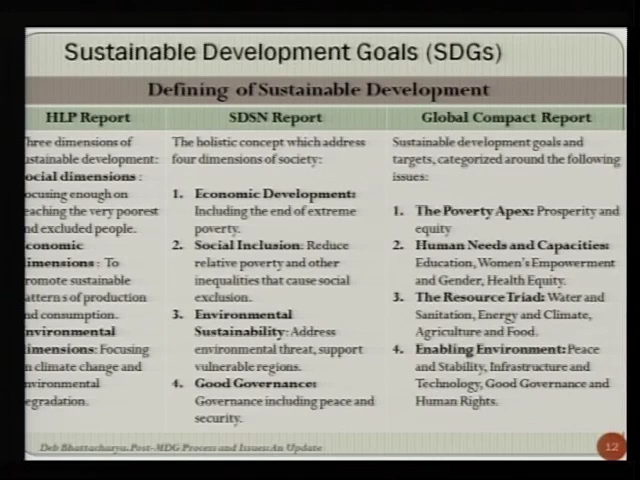 Sustainable Development Goals (SDGs)
Defining of Sustainable Development
HLP Report
hree dimensions of
ustainable development:
ocial dimensions :
ocusing enough on
eaching the very poorest
nd excluded people.
conomic
imensions : To
romote sustainable
attern s of production
nd consumption.
nvironmental
imensions: Focusing
n climate change and
nvironmental
egradation.
SDSN Report
The holistic concept which address
four dimensions of society:
1. Economic Development:
Including the end of extreme
poverty.
2. Social Inclusion: Reduce
relative poverty and other
inequalities that cause social
exclusion.
3. Environmental
Sustainability: Address
environmental threat, support
vulnerable regions.
4. Good Governance:
Governance including peace and
security.
Global Compact Report
Sustainable development goals and
targets, categorized around the following
issues:
1. The Poverty Apex: Prosperity and
equity
2. Human Needs and Capacities:
Education, Women's Empowerment
and Gender, Health Equity.
3. The Resource Triad: Water and
Sanitation, Energy and Climate,
Agriculture and Food.
4. Enabling Environment: Peace
and Stability, Infrastructure and
Technology, Good Governance and
Human Rights.
Deb Bhattacharya, Post-MDG Process and Issues: An Update
12